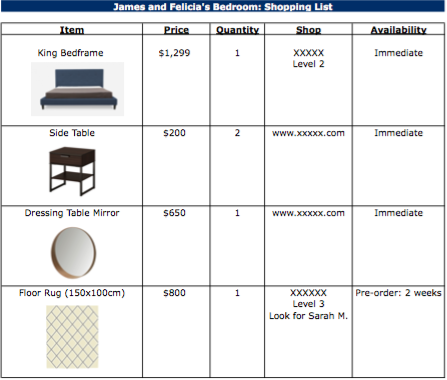 James and Felicia's Bedroom: Shopping List
Item Price Quantity Shop Availability
King Bedframe $1,299 1 XXXXX Immediate
Level 2
Side Table $200 2 www.xxxxx.com Immediate
Dressing Table Mirror $650 1 www.xxxxx.com Immediate
Floor Rug (150x100cm) $800 1 XXXXXX Pre-order: 2 weeks
Level 3
Look for Sarah M.